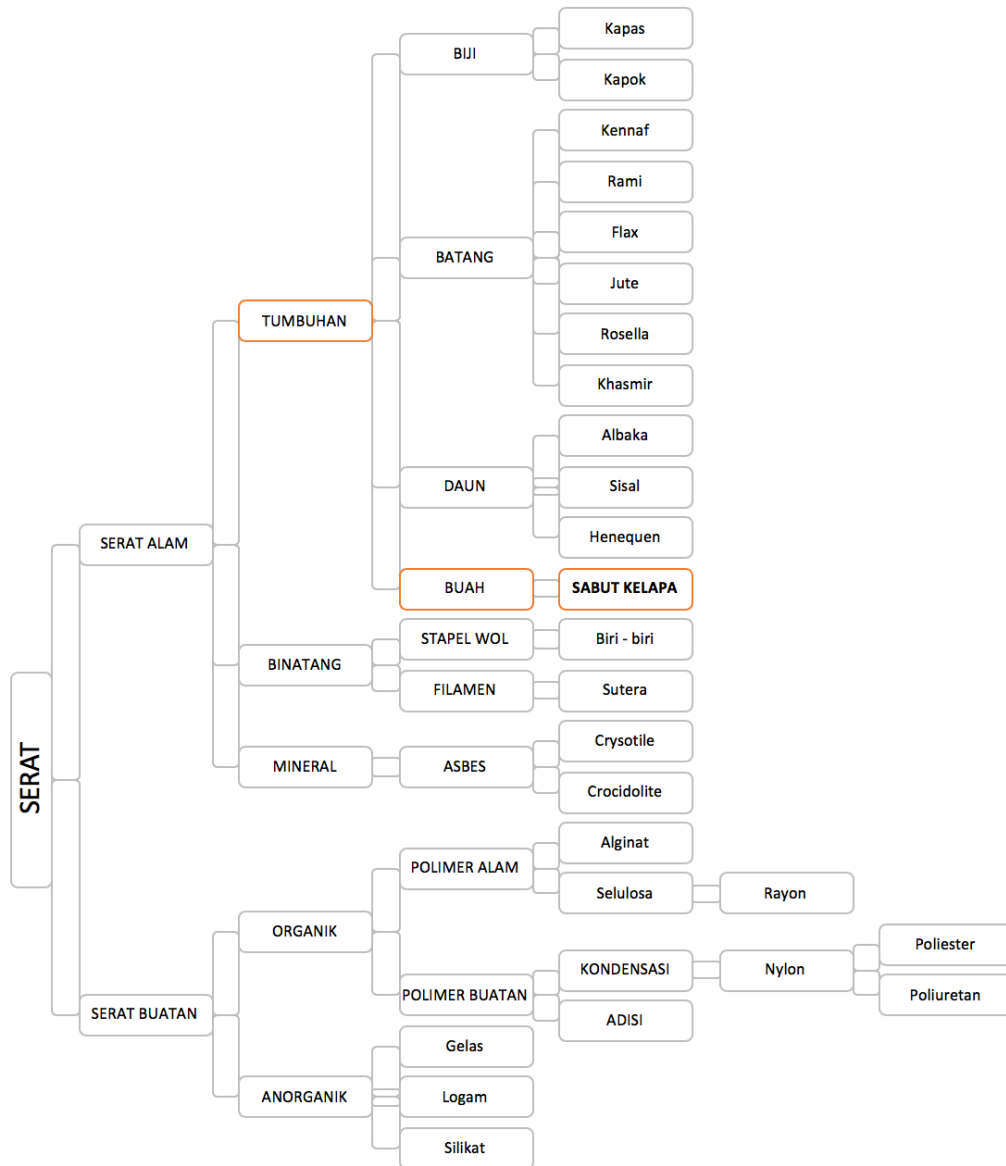 SERAT
SERAT ALAM
TUMBUHAN
BIJI
Kapas
Kapok
BATANG
Kennaf
Rami
Flax
Jute
Rosella
Khasmir
DAUN
Albaka
Sisal
Henequen
BUAH
SABUT KELAPA
BINATANG
STAPEL WOL
Biri - biri
FILAMEN
Sutera
MINERAL
ASBES
Crysotile
Crocidolite
SERAT BUATAN
ORGANIK
POLIMER ALAM
Alginat
Selulosa
Rayon
POLIMER BUATAN
KONDENSASI
Nylon
Poliester
Poliuretan
ADISI
ANORGANIK
Gelas
Logam
Silikat